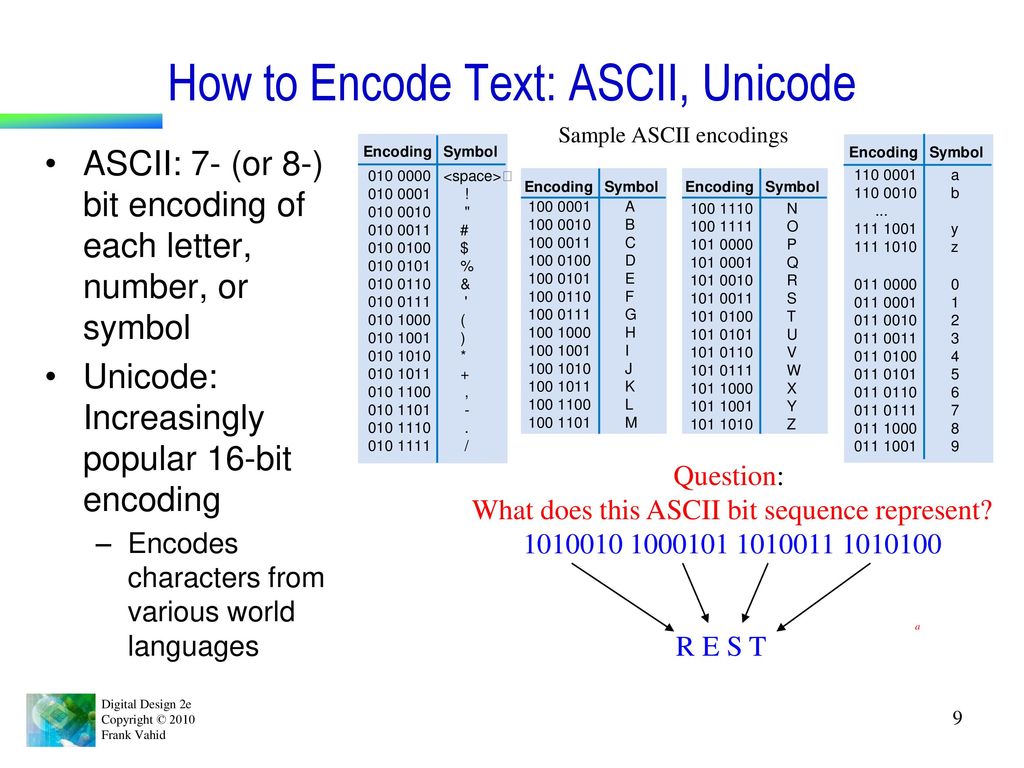 How to Encode Text: ASCII, Unicode
• ASCII: 7- (or 8-)
bit encoding of
each letter,
number, or
symbol
• Unicode:
Increasingly
popular 16-bit
encoding
– Encodes
characters from
various world
languages
Sample ASCII encodings
Encoding Symbol
010 0000 <space>
010 0001 !
010 0010 "
010 0011 #
010 0100 $
010 0101 %
010 0110 &
010 0111 '
010 1000 (
010 1001 )
010 1010 *
010 1011 +
010 1100 ,
010 1101 -
010 1110 .
010 1111 /
Encoding Symbol
100 0001 A
100 0010 B
100 0011 C
100 0100 D
100 0101 E
100 0110 F
100 0111 G
100 1000 H
100 1001 I
100 1010 J
100 1011 K
100 1100 L
100 1101 M
Encoding Symbol
100 1110 N
100 1111 O
101 0000 P
101 0001 Q
101 0010 R
101 0011 S
101 0100 T
101 0101 U
101 0110 V
101 0111 W
101 1000 X
101 1001 Y
101 1010 Z
Encoding Symbol
110 0001 a
110 0010 b
...
111 1001 y
111 1010 z
011 0000 0
011 0001 1
011 0010 2
011 0011 3
011 0100 4
011 0101 5
011 0110 6
011 0111 7
011 1000 8
011 1001 9
Question:
What does this ASCII bit sequence represent?
1010010 1000101 1010011 1010100
a
R E S T
Digital Design 2e
Copyright © 2010
Frank Vahid
9